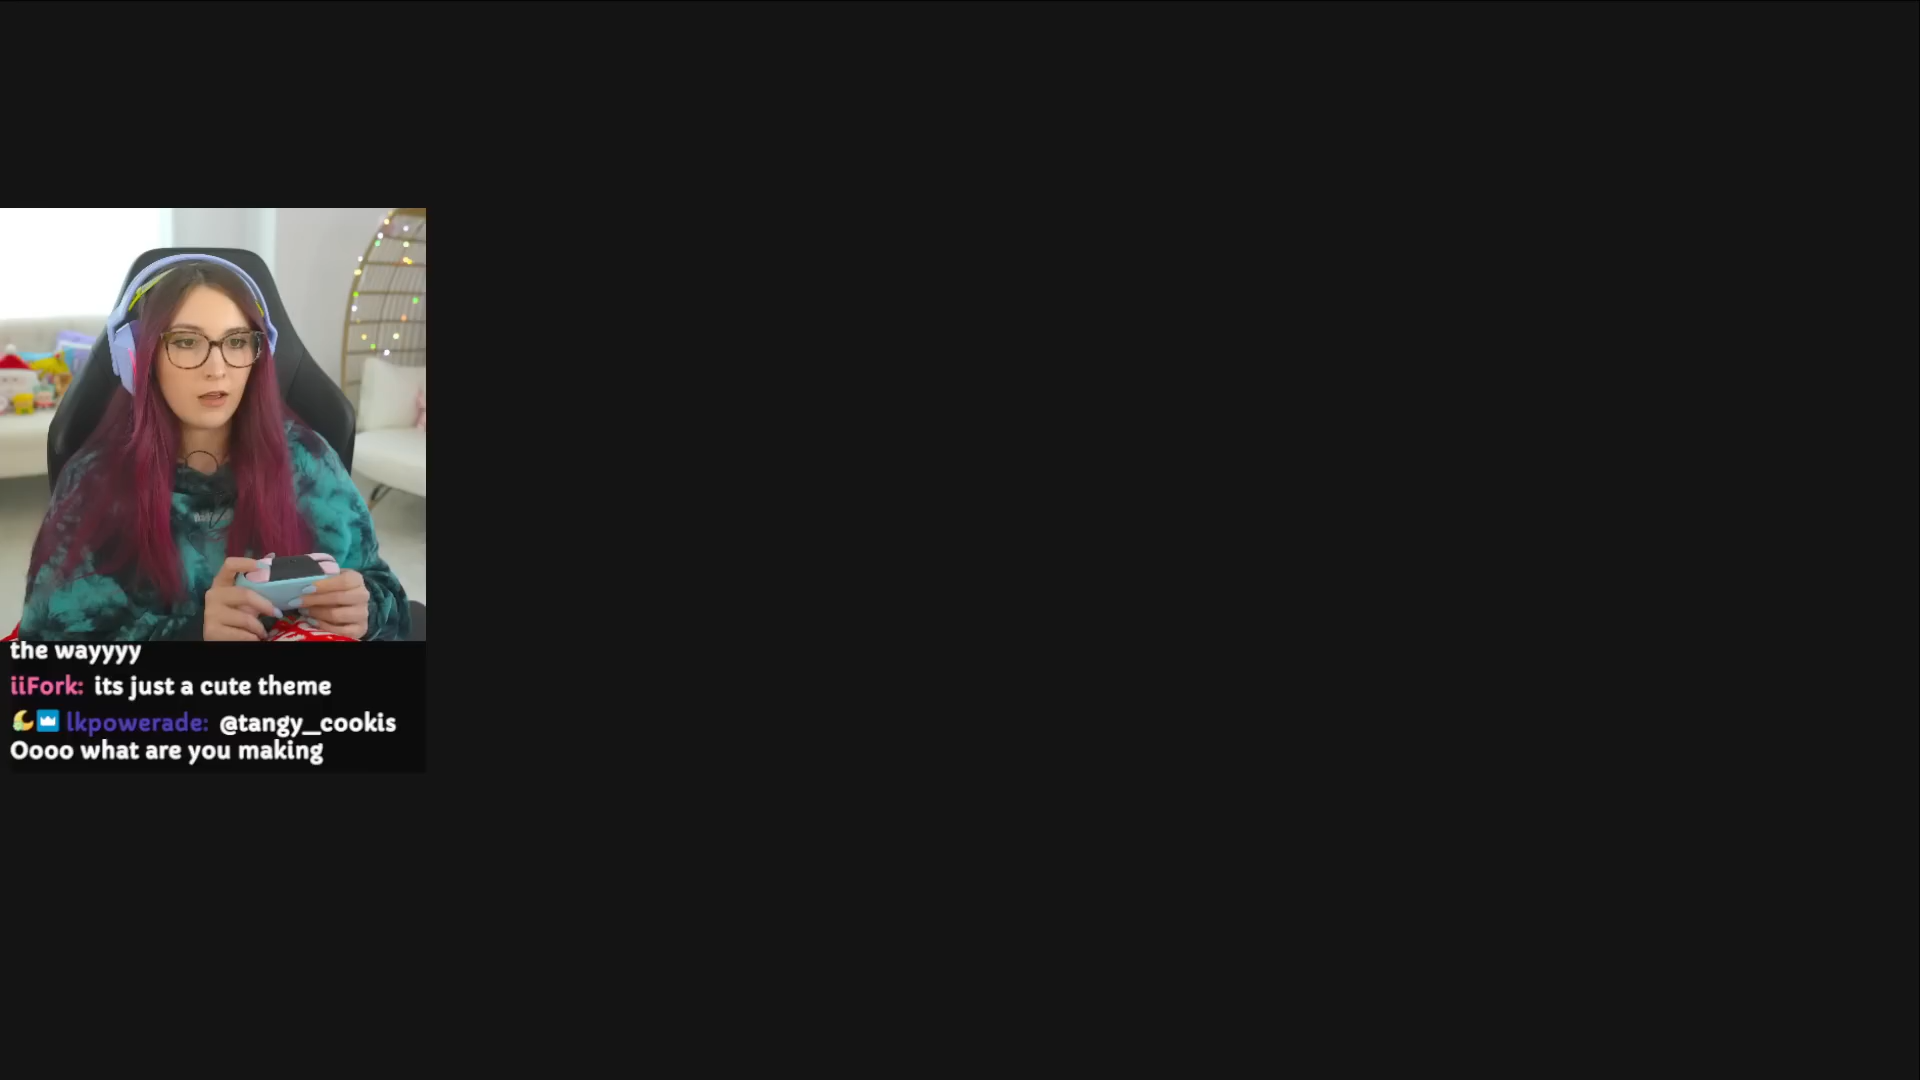 the wayyyy
iiFork: its just a cute theme
lkpowerade: @tangy_cookis
Oooo what are you making